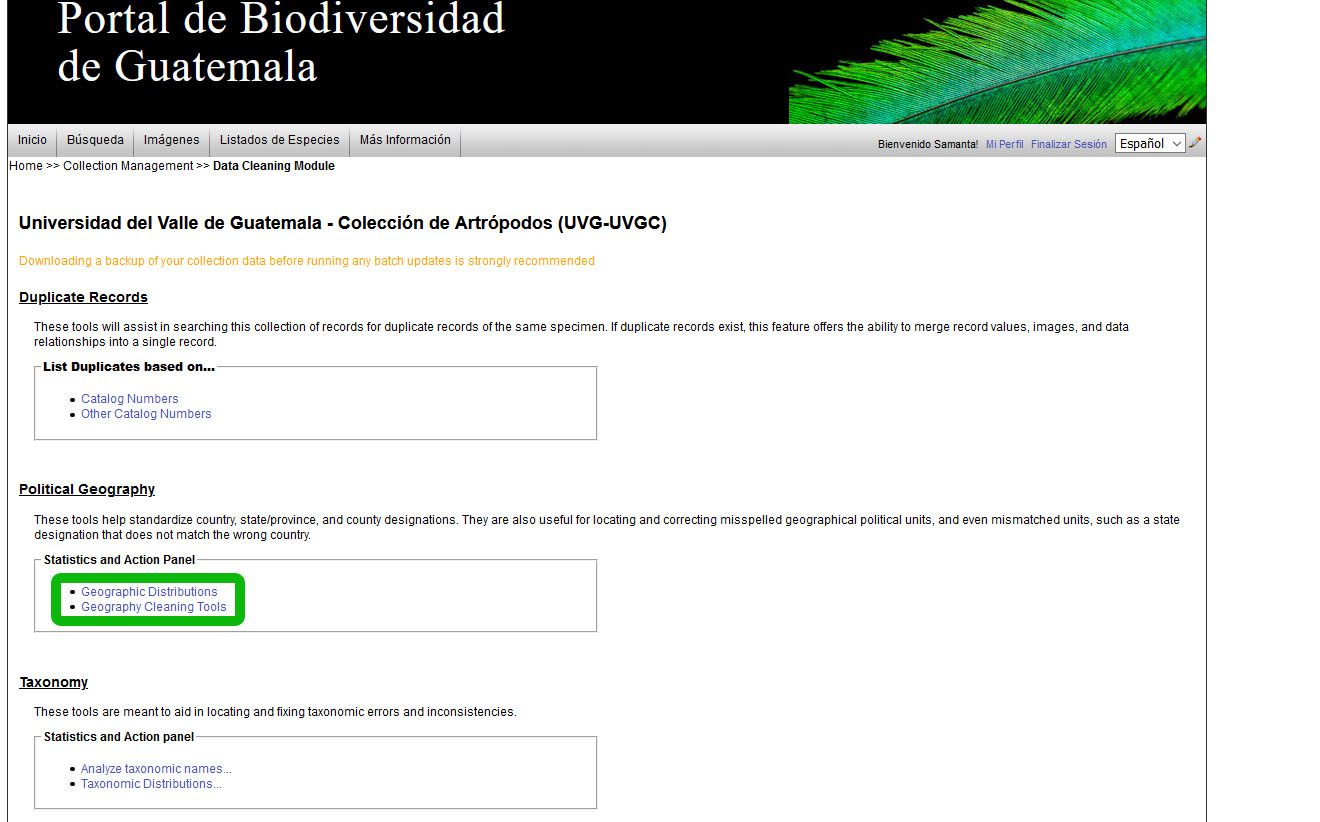 Portal de Biodiversidad
de Guatemala
Inicio Búsqueda Imágenes Listados de Especies Más Información
Bienvenido Samanta! Mi Perfil Finalizar Sesión Español
Home >> Collection Management >> Data Cleaning Module
Universidad del Valle de Guatemala - Colección de Artrópodos (UVG-UVGC)
Downloading a backup of your collection data before running any batch updates is strongly recommended
Duplicate Records
These tools will assist in searching this collection of records for duplicate records of the same specimen. If duplicate records exist, this feature offers the ability to merge record values, images, and data
relationships into a single record.
List Duplicates based on...
Catalog Numbers
Other Catalog Numbers
Political Geography
These tools help standardize country, state/province, and county designations. They are also useful for locating and correcting misspelled geographical political units, and even mismatched units, such as a state
designation that does not match the wrong country.
Statistics and Action Panel
Geographic Distributions
Geography Cleaning Tools
Taxonomy
These tools are meant to aid in locating and fixing taxonomic errors and inconsistencies.
Statistics and Action panel
Analyze taxonomic names...
Taxonomic Distributions...